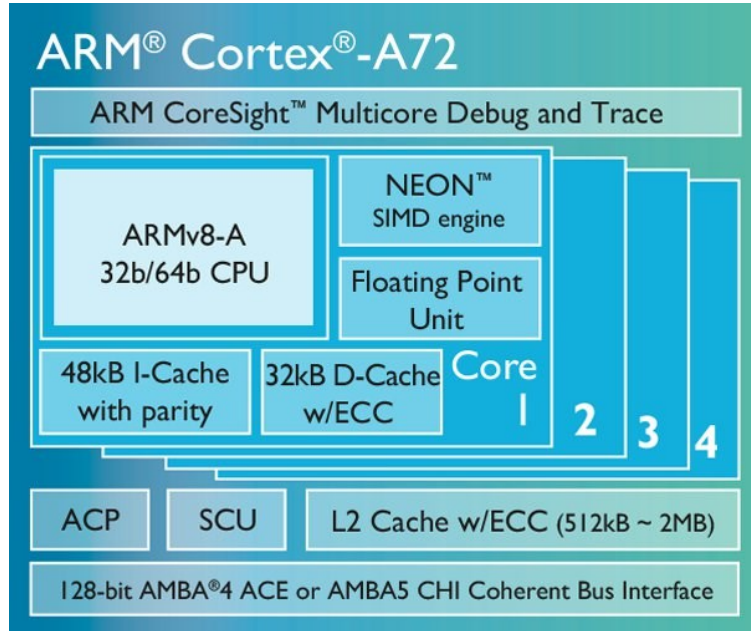 ARM® Cortex®-A72
ARM CoreSight™ Multicore Debug and Trace
ARMv8-A
32b/64b CPU
NEON™
SIMD engine
Floating Point
Unit
48kB I-Cache
with parity
32kB D-Cache
w/ECC
Core
1
2
3
4
ACP
SCU
L2 Cache w/ECC (512kB ~ 2MB)
128-bit AMBA®4 ACE or AMBA5 CHI Coherent Bus Interface